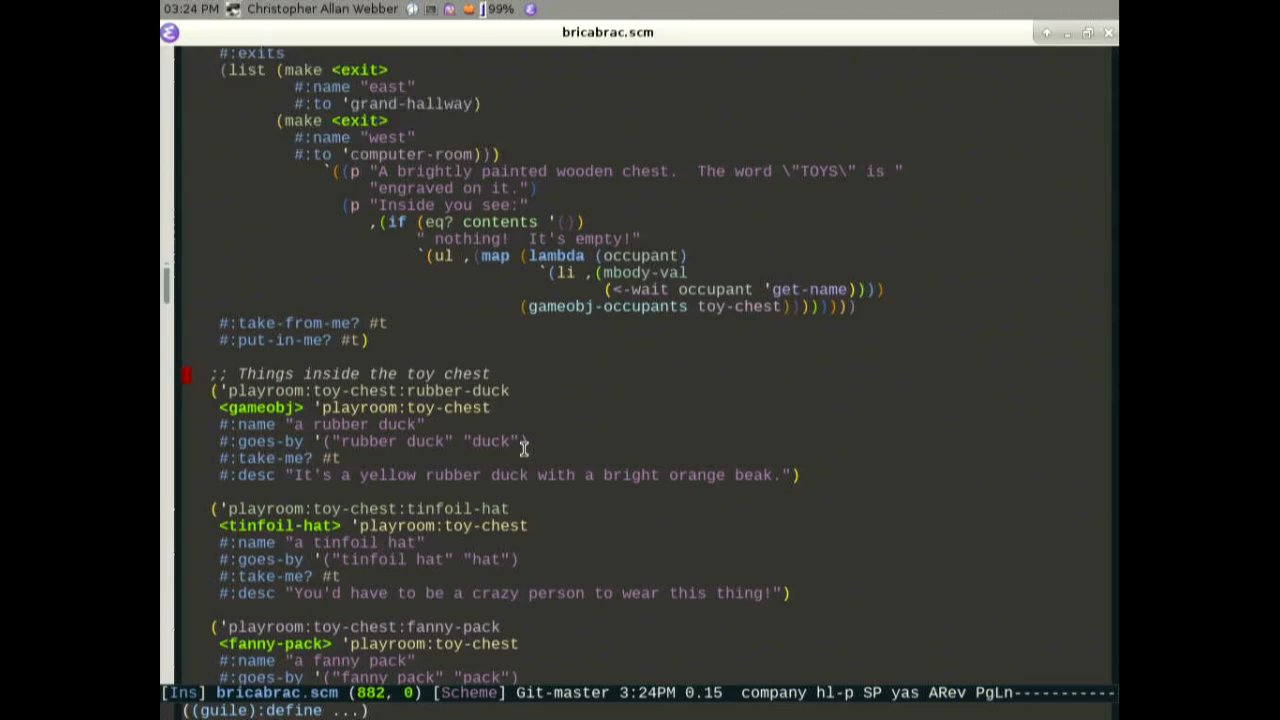 03:24 PM Christopher Allan Webber 99%
bricabrac.scm
#:exits
(list (make <exit>
#:name "east"
#:to 'grand-hallway)
(make <exit>
#:name "west"
#:to 'computer-room)))
`((p "A brightly painted wooden chest.  The word \"TOYS\" is "
"engraved on it.")
(p "Inside you see:"
,(if (eq? contents '())
" nothing!  It's empty!"
`(ul ,(map (lambda (occupant)
`(li ,(mbody-val
(<-wait occupant 'get-name))))
(gameobj-occupants toy-chest))))))))
#:take-from-me? #t
#:put-in-me? #t)
;; Things inside the toy chest
('playroom:toy-chest:rubber-duck
<gameobj> 'playroom:toy-chest
#:name "a rubber duck"
#:goes-by '("rubber duck" "duck")
#:take-me? #t
#:desc "It's a yellow rubber duck with a bright orange beak.")
('playroom:toy-chest:tinfoil-hat
<tinfoil-hat> 'playroom:toy-chest
#:name "a tinfoil hat"
#:goes-by '("tinfoil hat" "hat")
#:take-me? #t
#:desc "You'd have to be a crazy person to wear this thing!")
('playroom:toy-chest:fanny-pack
<fanny-pack> 'playroom:toy-chest
#:name "a fanny pack"
#:goes-by '("fanny pack" "pack")
[Ins] bricabrac.scm (882, 0) [Scheme] Git-master 3:24PM 0.15  company hl-p SP yas ARev PgLn-----------
((guile):define ...)